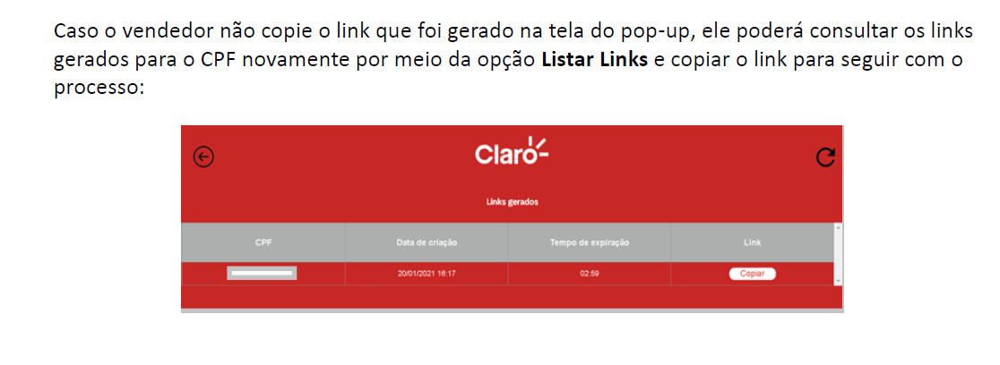 Caso o vendedor não copie o link que foi gerado na tela do pop-up, ele poderá consultar os links
gerados para o CPF novamente por meio da opção Listar Links e copiar o link para seguir com o
processo:
Claro
Links gerados
CPF Data de criação Tempo de expiração Link
20/01/2021 16:17 02:59 Copiar